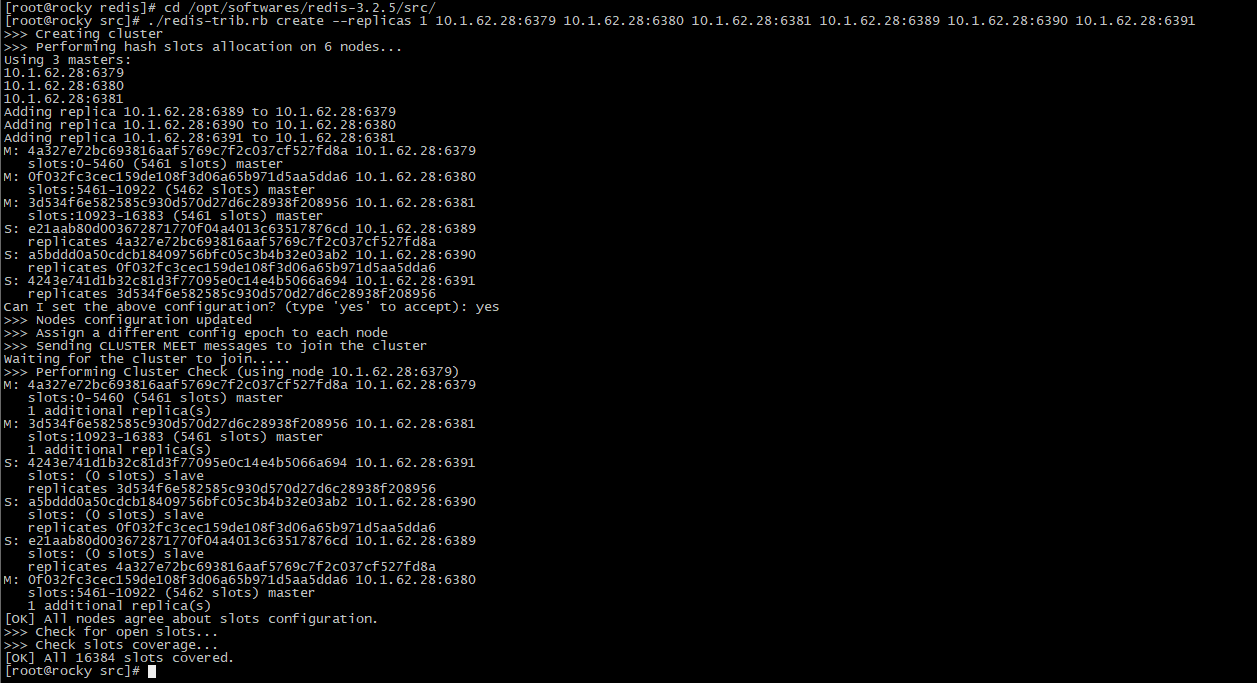 [root@rocky redis]# cd /opt/softwares/redis-3.2.5/src/
[root@rocky src]# ./redis-trib.rb create --replicas 1 10.1.62.28:6379 10.1.62.28:6380 10.1.62.28:6381 10.1.62.28:6389 10.1.62.28:6390 10.1.62.28:6391
>>> Creating cluster
>>> Performing hash slots allocation on 6 nodes...
Using 3 masters:
10.1.62.28:6379
10.1.62.28:6380
10.1.62.28:6381
Adding replica 10.1.62.28:6389 to 10.1.62.28:6379
Adding replica 10.1.62.28:6390 to 10.1.62.28:6380
Adding replica 10.1.62.28:6391 to 10.1.62.28:6381
M: 4a327e72bc693816aaf5769c7f2c037cf527fd8a 10.1.62.28:6379
   slots:0-5460 (5461 slots) master
M: 0f032fc3cec159de108f3d06a65b971d5aa5dda6 10.1.62.28:6380
   slots:5461-10922 (5462 slots) master
M: 3d534f6e582585c930d570d27d6c28938f208956 10.1.62.28:6381
   slots:10923-16383 (5461 slots) master
S: e21aab80d003672871770f04a4013c63517876cd 10.1.62.28:6389
   replicates 4a327e72bc693816aaf5769c7f2c037cf527fd8a
S: a5bddd0a50cdcb18409756bfc05c3b4b32e03ab2 10.1.62.28:6390
   replicates 0f032fc3cec159de108f3d06a65b971d5aa5dda6
S: 4243e741d1b32c81d3f77095e0c14e4b5066a694 10.1.62.28:6391
   replicates 3d534f6e582585c930d570d27d6c28938f208956
Can I set the above configuration? (type 'yes' to accept): yes
>>> Nodes configuration updated
>>> Assign a different config epoch to each node
>>> Sending CLUSTER MEET messages to join the cluster
Waiting for the cluster to join.....
>>> Performing Cluster Check (using node 10.1.62.28:6379)
M: 4a327e72bc693816aaf5769c7f2c037cf527fd8a 10.1.62.28:6379
   slots:0-5460 (5461 slots) master
   1 additional replica(s)
M: 3d534f6e582585c930d570d27d6c28938f208956 10.1.62.28:6381
   slots:10923-16383 (5461 slots) master
   1 additional replica(s)
S: 4243e741d1b32c81d3f77095e0c14e4b5066a694 10.1.62.28:6391
   slots: (0 slots) slave
   replicates 3d534f6e582585c930d570d27d6c28938f208956
S: a5bddd0a50cdcb18409756bfc05c3b4b32e03ab2 10.1.62.28:6390
   slots: (0 slots) slave
   replicates 0f032fc3cec159de108f3d06a65b971d5aa5dda6
S: e21aab80d003672871770f04a4013c63517876cd 10.1.62.28:6389
   slots: (0 slots) slave
   replicates 4a327e72bc693816aaf5769c7f2c037cf527fd8a
M: 0f032fc3cec159de108f3d06a65b971d5aa5dda6 10.1.62.28:6380
   slots:5461-10922 (5462 slots) master
   1 additional replica(s)
[OK] All nodes agree about slots configuration.
>>> Check for open slots...
>>> Check slots coverage...
[OK] All 16384 slots covered.
[root@rocky src]#